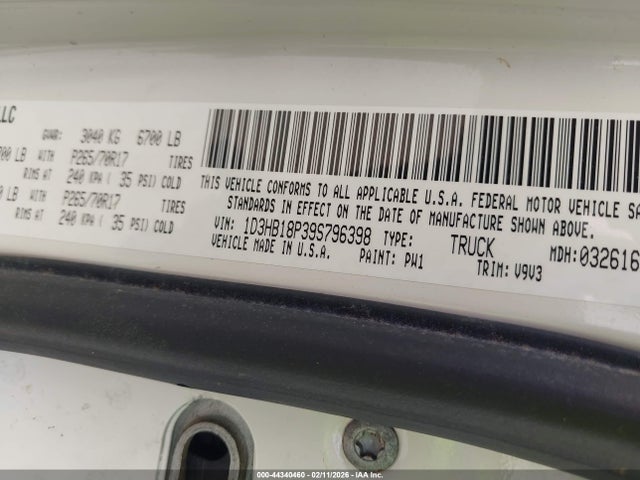 LLC
GVWR: 3040 KG 6700 LB
700 LB WITH P265/70R17 TIRES
RIMS AT 240 KPA ( 35 PSI) COLD
0 LB WITH P265/70R17 TIRES
RIMS AT 240 KPA ( 35 PSI) COLD
THIS VEHICLE CONFORMS TO ALL APPLICABLE U.S.A. FEDERAL MOTOR VEHICLE SA
STANDARDS IN EFFECT ON THE DATE OF MANUFACTURE SHOWN ABOVE.
VIN: 1D3HB18P39S796398 TYPE: TRUCK MDH:032616
VEHICLE MADE IN U.S.A. PAINT: PW1 TRIM: V9V3
000-44340460 - 02/11/2026 - IAA Inc.